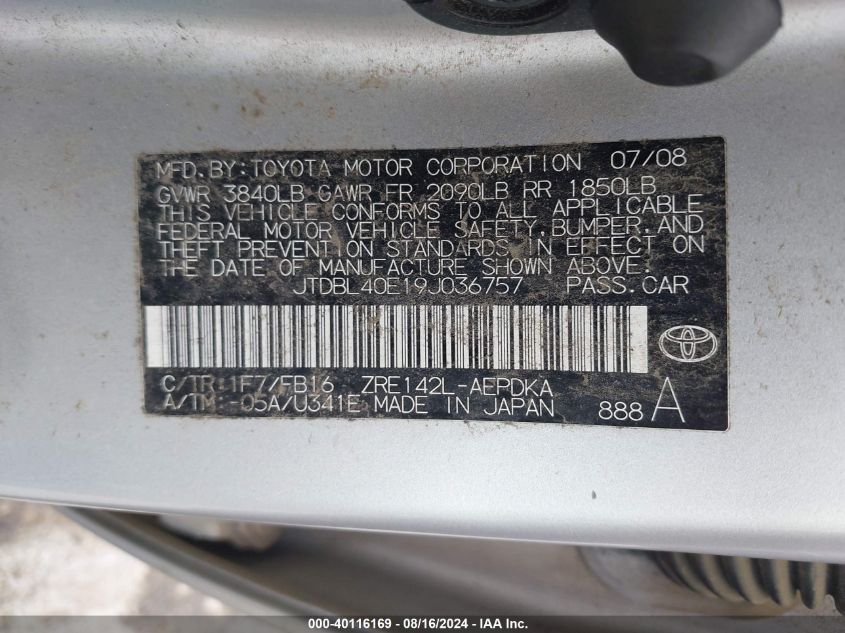 MFD.BY:TOYOTA MOTOR CORPORATION 07/08
GVWR 3840LB GAWR FR 2090LB RR 1850LB
THIS VEHICLE CONFORMS TO ALL APPLICABLE
FEDERAL MOTOR VEHICLE SAFETY,BUMPER,AND
THEFT PREVENTION STANDARDS IN EFFECT ON
THE DATE OF MANUFACTURE SHOWN ABOVE.
JTDBL40E19J036757 PASS.CAR
C/TR:1F7/FB16 ZRE142L-AEPDKA
A/TM -05A/U341E MADE IN JAPAN 888 A
000-40116169 - 08/16/2024 - IAA Inc.